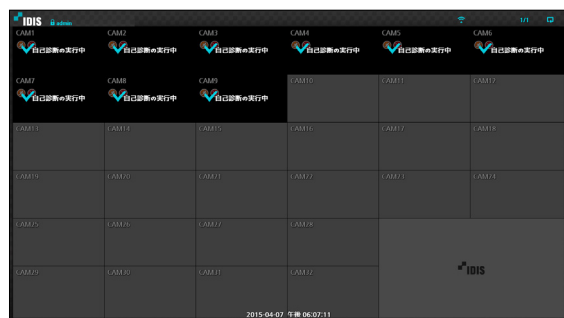 IDIS admin 1/1
CAM1 CAM2 CAM3 CAM4 CAM5 CAM6
自己診断の実行中 自己診断の実行中 自己診断の実行中 自己診断の実行中 自己診断の実行中 自己診断の実行中
CAM7 CAM8 CAM9 CAM10 CAM11 CAM12
自己診断の実行中 自己診断の実行中 自己診断の実行中
CAM13 CAM14 CAM15 CAM16 CAM17 CAM18
CAM19 CAM20 CAM21 CAM22 CAM23 CAM24
CAM25 CAM26 CAM27 CAM28
IDIS
CAM29 CAM30 CAM31 CAM32
2015-04-07 午後 06:07:11